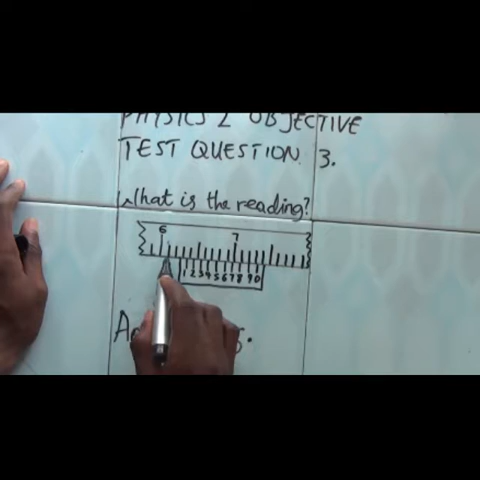 PHYSICS 2 OBJECTIVE
TEST QUESTION 3.
What is the reading?
6 7
1 2 3 4 5 6 7 8 9 0